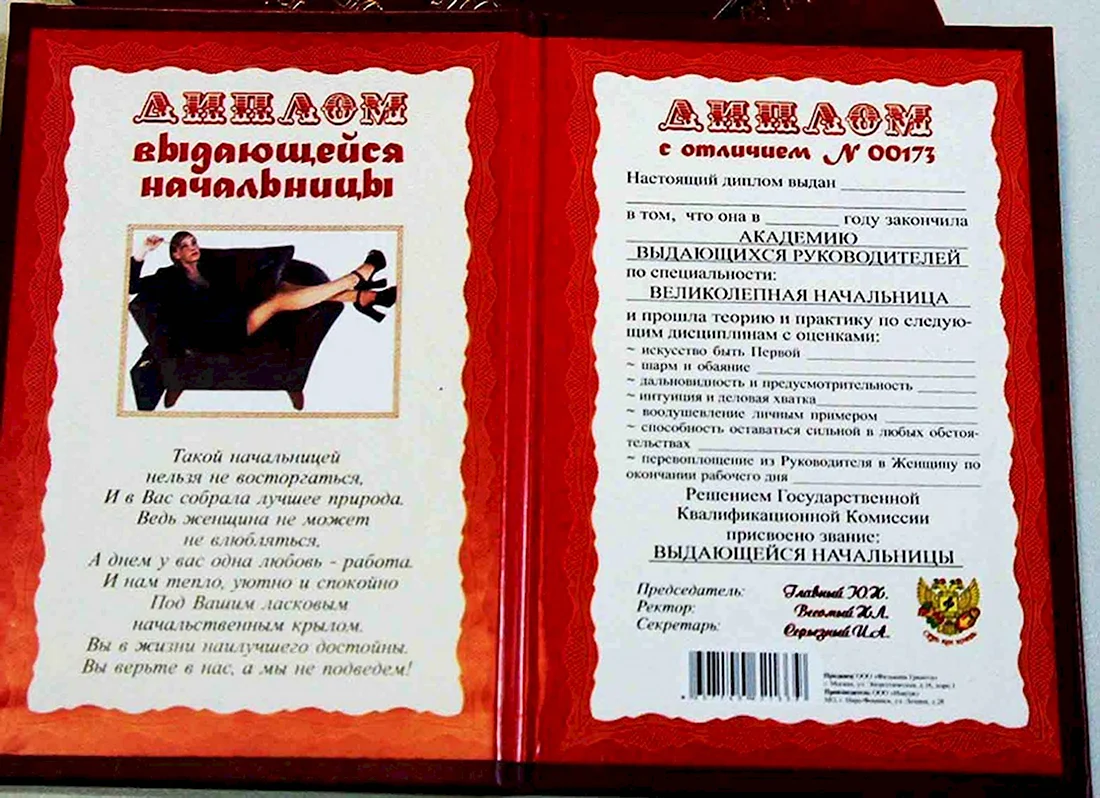 ДИПЛОМ
выдающейся
начальницы
Такой начальницей
нельзя не восторгаться,
И в Вас собрала лучшее природа.
Ведь женщина не может
не влюбляться,
А днем у вас одна любовь - работа.
И нам тепло, уютно и спокойно
Под Вашим ласковым
начальственным крылом.
Вы в жизни наилучшего достойны.
Вы верьте в нас, а мы не подведем!
ДИПЛОМ
с отличием N 00173
Настоящий диплом выдан
в том, что она в ________ году закончила
АКАДЕМИЮ
ВЫДАЮЩИХСЯ РУКОВОДИТЕЛЕЙ
по специальности:
ВЕЛИКОЛЕПНАЯ НАЧАЛЬНИЦА
и прошла теорию и практику по следую-
щим дисциплинам с оценками:
~ искусство быть Первой
~ шарм и обаяние
~ дальновидность и предусмотрительность
~ интуиция и деловая хватка
~ воодушевление личным примером
~ способность оставаться сильной в любых обстоя-
тельствах
~ перевоплощение из Руководителя в Женщину по
окончании рабочего дня
Решением Государственной
Квалификационной Комиссии
присвоено звание:
ВЫДАЮЩЕЙСЯ НАЧАЛЬНИЦЫ
Председатель: Главный Ю.Н.
Ректор: Весомый Н.Л.
Секретарь: Серьезный И.А.